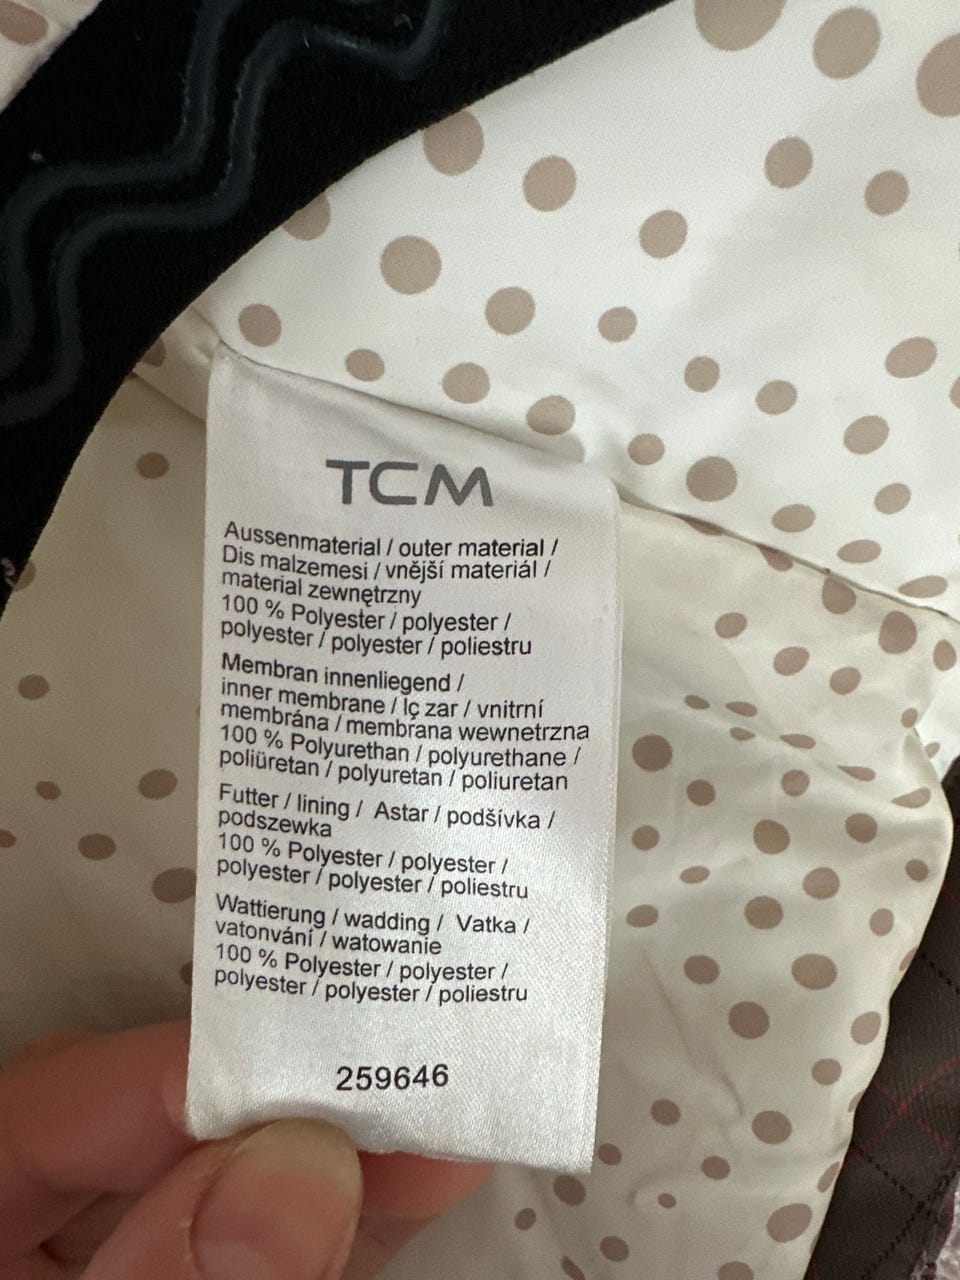 TCM
Aussenmaterial / outer material /
Dis malzemesi / vnější materiál /
material zewnętrzny
100 % Polyester / polyester /
polyester / polyester / poliestru
Membran innenliegend /
inner membrane / Iç zar / vnitrní
membrána / membrana wewnetrzna
100 % Polyurethan / polyurethane /
poliüretan / polyuretan / poliuretan
Futter / lining / Astar / podšívka /
podszewka
100 % Polyester / polyester /
polyester / polyester / poliestru
Wattierung / wadding / Vatka /
vatonvání / watowanie
100 % Polyester / polyester /
polyester / polyester / poliestru
259646